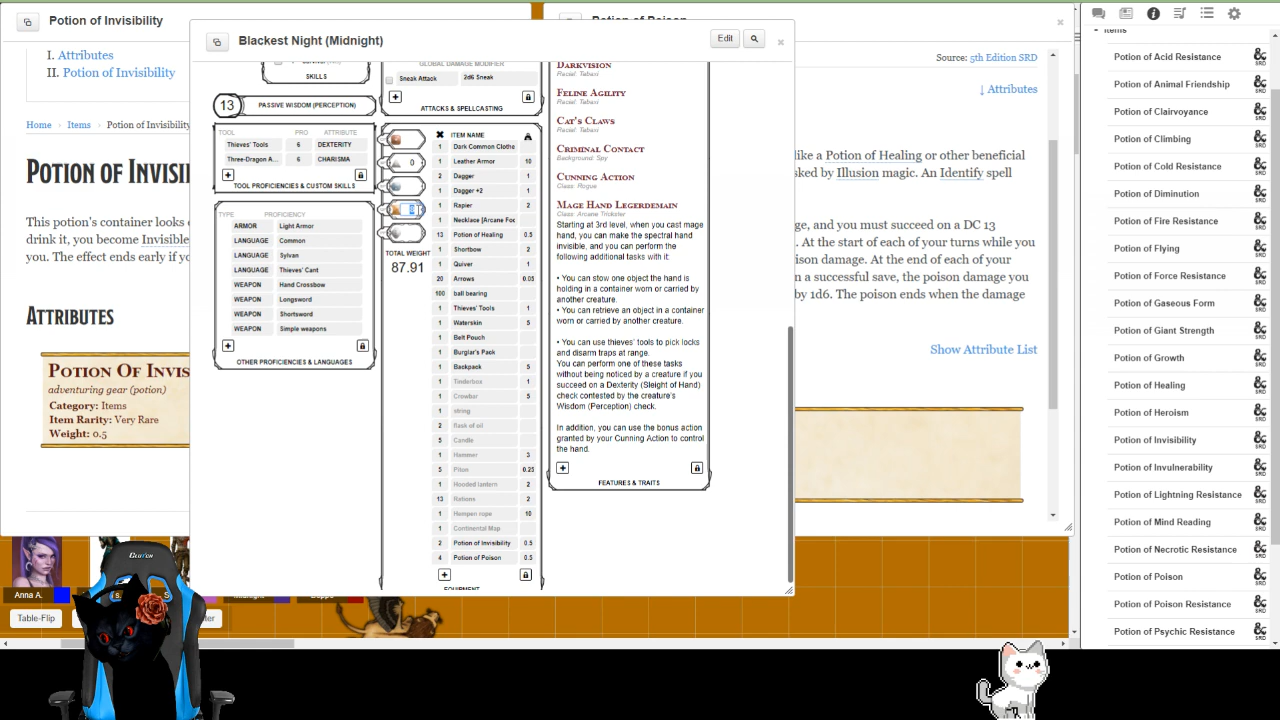 Potion of Invisibility
I. Attributes
II. Potion of Invisibility
Home › Items › Potion of Invisibility
This potion's container looks
drink it, you become Invisible
you. The effect ends early if yo
ATTRIBUTES
adventuring gear (potion)
Category: Items
Item Rarity: Very Rare
Weight: 0.5
Anna A.
Table-Flip
CLUTCH
Blackest Night (Midnight)
Edit
SKILLS
13
PASSIVE WISDOM (PERCEPTION)
TOOL PRO ATTRIBUTE
Thieves' Tools 6 DEXTERITY
Three-Dragon A... 6 CHARISMA
TOOL PROFICIENCIES & CUSTOM SKILLS
TYPE PROFICIENCY
ARMOR Light Armor
LANGUAGE Common
LANGUAGE Sylvan
LANGUAGE Thieves' Cant
WEAPON Hand Crossbow
WEAPON Longsword
WEAPON Shortsword
WEAPON Simple weapons
OTHER PROFICIENCIES & LANGUAGES
GLOBAL DAMAGE MODIFIER
Sneak Attack 2d6 Sneak
ATTACKS & SPELLCASTING
0
TOTAL WEIGHT
87.91
ITEM NAME
1 Dark Common Clothe
1 Leather Armor 10
2 Dagger 1
1 Dagger +2 1
1 Rapier 2
1 Necklace [Arcane Foc
13 Potion of Healing 0.5
1 Shortbow 2
1 Quiver 1
20 Arrows 0.05
100 ball bearing
1 Thieves' Tools 1
1 Waterskin 5
1 Belt Pouch
1 Burglar's Pack
1 Backpack 5
1 Tinderbox 1
1 Crowbar 5
1 string
2 flask of oil
5 Candle
1 Hammer 3
5 Piton 0.25
1 Hooded lantern 2
13 Rations 2
1 Hempen rope 10
1 Continental Map
2 Potion of Invisibility 0.5
4 Potion of Poison 0.5
EQUIPMENT
DARKVISION
Racial: Tabaxi
FELINE AGILITY
Racial: Tabaxi
CAT'S CLAWS
Racial: Tabaxi
CRIMINAL CONTACT
Background: Spy
CUNNING ACTION
Class: Rogue
MAGE HAND LEGERDEMAIN
Class: Arcane Trickster
Starting at 3rd level, when you cast mage
hand, you can make the spectral hand
invisible, and you can perform the
following additional tasks with it:
• You can stow one object the hand is
holding in a container worn or carried by
another creature.
• You can retrieve an object in a container
worn or carried by another creature.
• You can use thieves' tools to pick locks
and disarm traps at range.
You can perform one of these tasks
without being noticed by a creature if you
succeed on a Dexterity (Sleight of Hand)
check contested by the creature's
Wisdom (Perception) check.
In addition, you can use the bonus action
granted by your Cunning Action to control
the hand.
FEATURES & TRAITS
Potion of Poison
Source: 5th Edition SRD
↓ Attributes
like a Potion of Healing or other beneficial
sked by Illusion magic. An Identify spell
, and you must succeed on a DC 13
. At the start of each of your turns while you
ison damage. At the end of each of your
n a successful save, the poison damage you
by 1d6. The poison ends when the damage
Show Attribute List
Items
Potion of Acid Resistance
Potion of Animal Friendship
Potion of Clairvoyance
Potion of Climbing
Potion of Cold Resistance
Potion of Diminution
Potion of Fire Resistance
Potion of Flying
Potion of Force Resistance
Potion of Gaseous Form
Potion of Giant Strength
Potion of Growth
Potion of Healing
Potion of Heroism
Potion of Invisibility
Potion of Invulnerability
Potion of Lightning Resistance
Potion of Mind Reading
Potion of Necrotic Resistance
Potion of Poison
Potion of Poison Resistance
Potion of Psychic Resistance